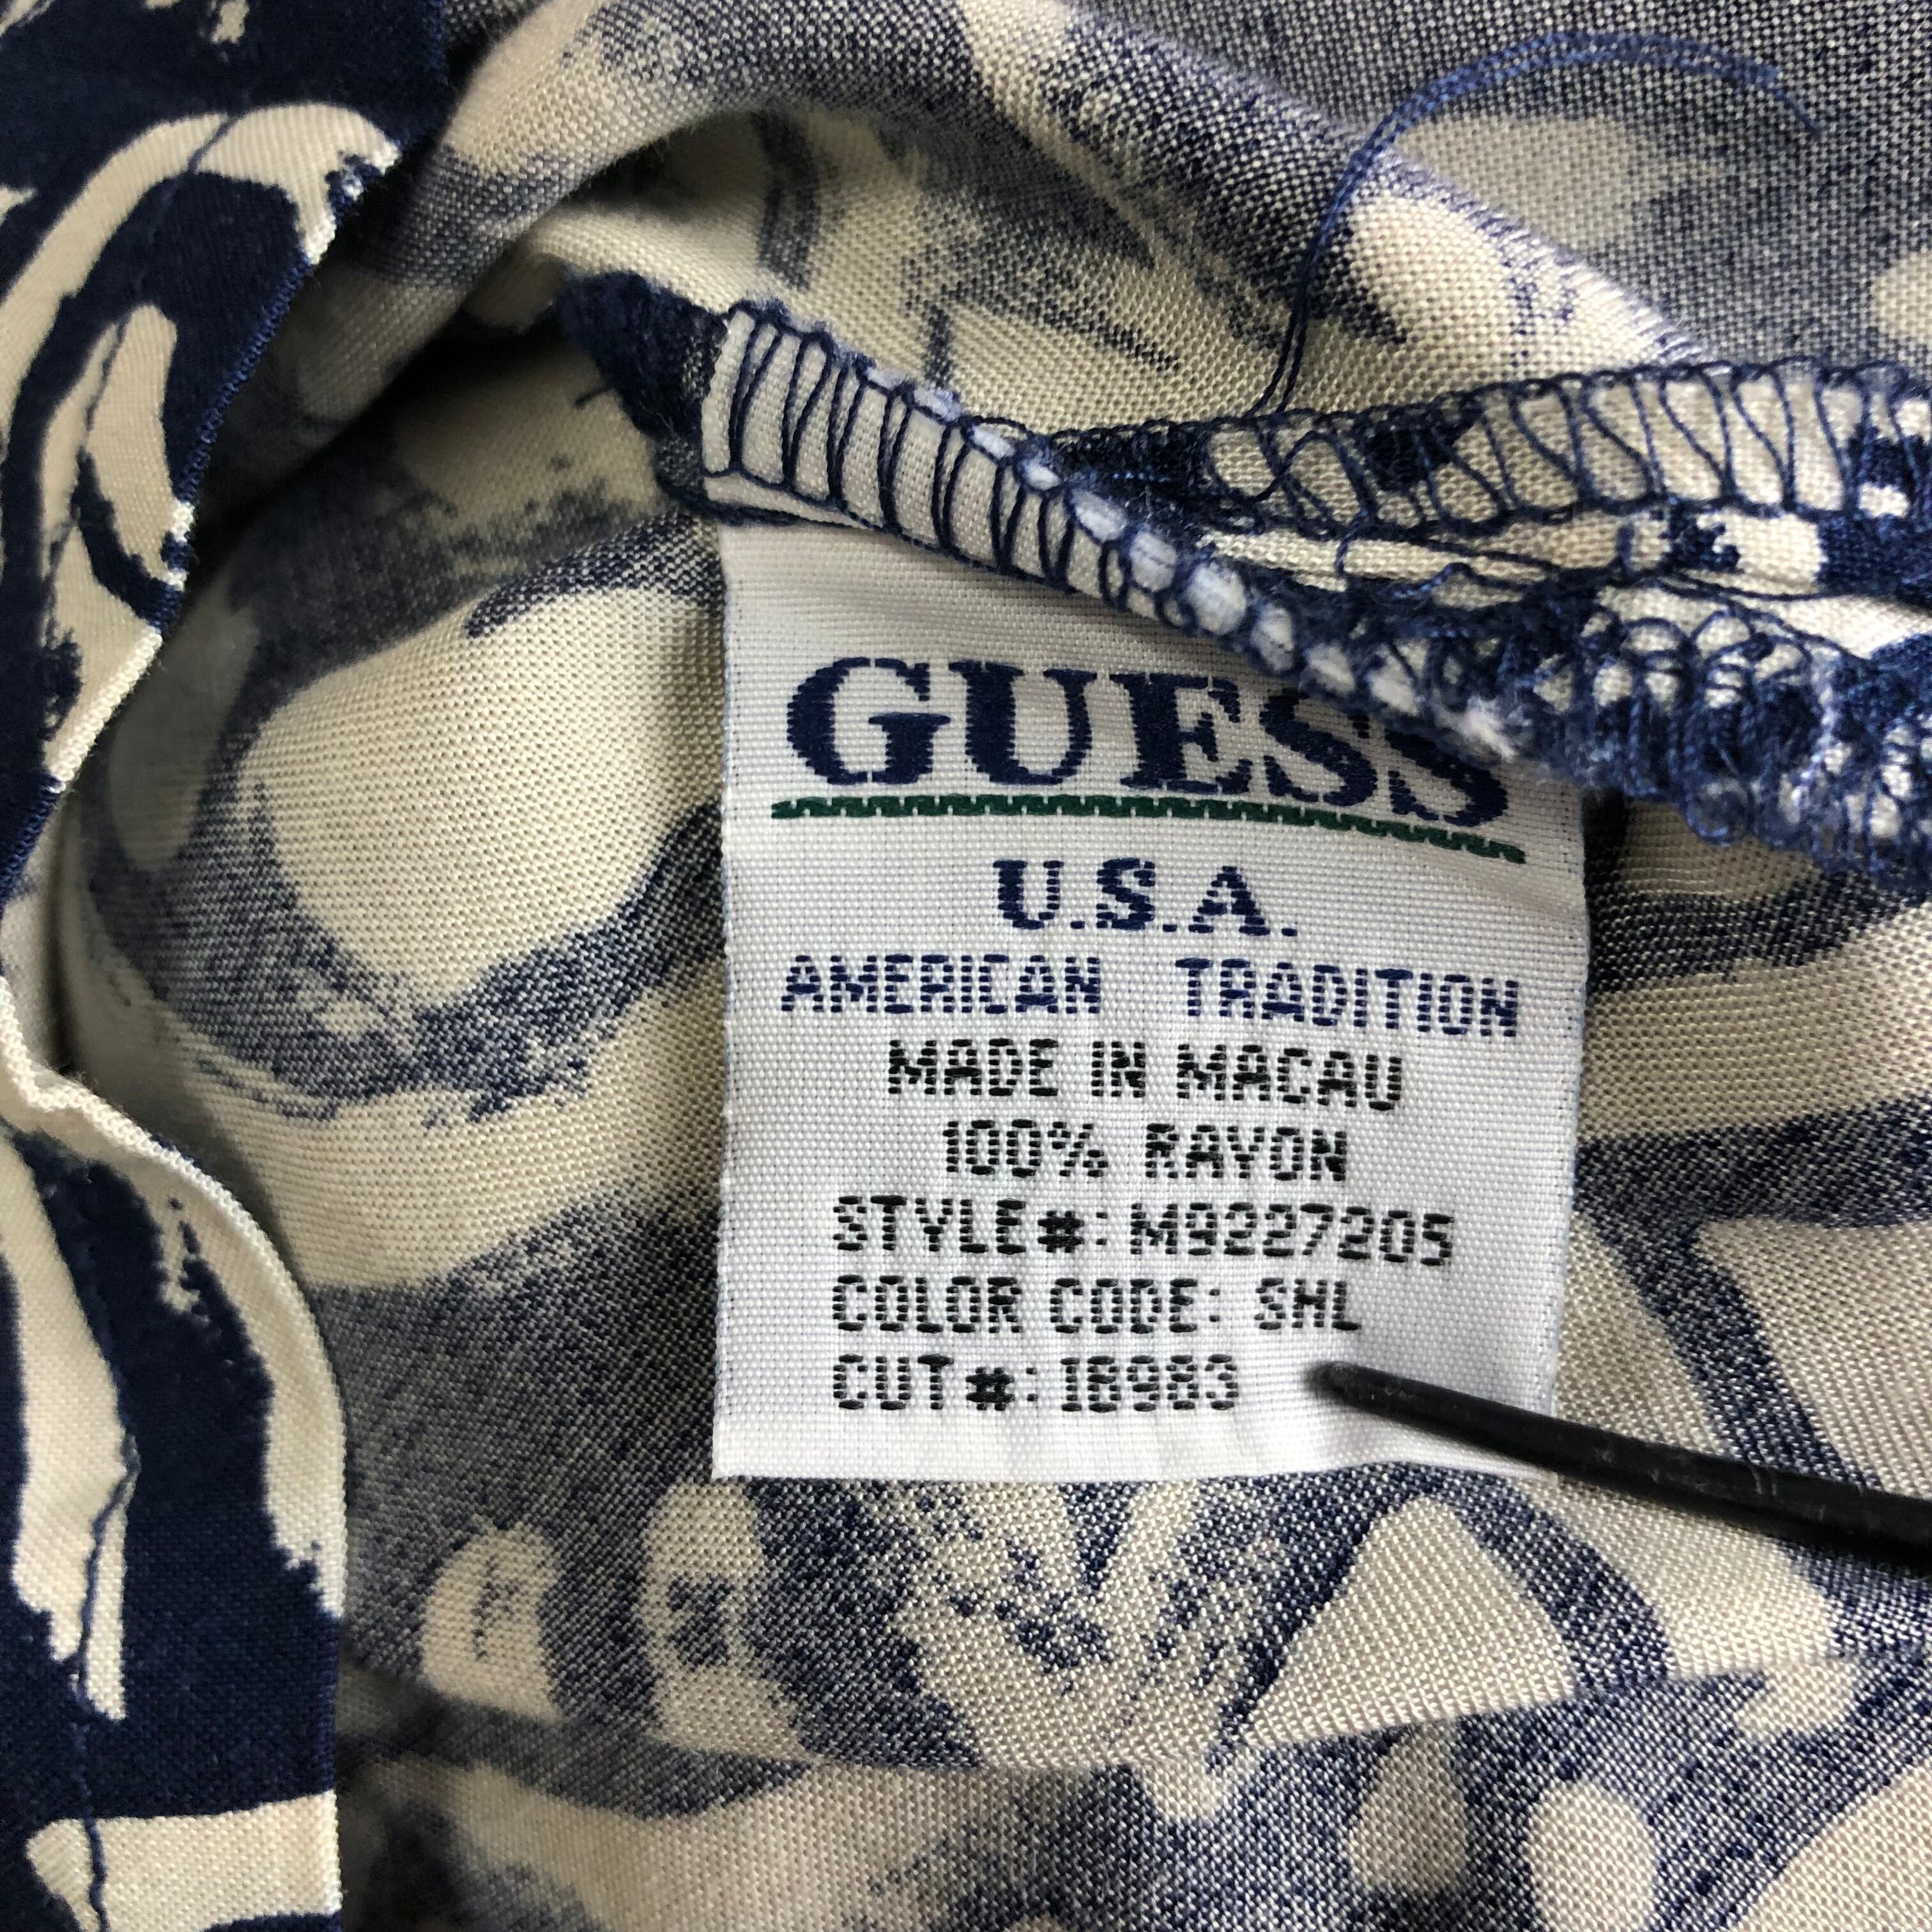 GUESS
U.S.A.
AMERICAN TRADITION
MADE IN MACAU
100% RAYON
STYLE#: M9227205
COLOR CODE: SHL
CUT#: 18983